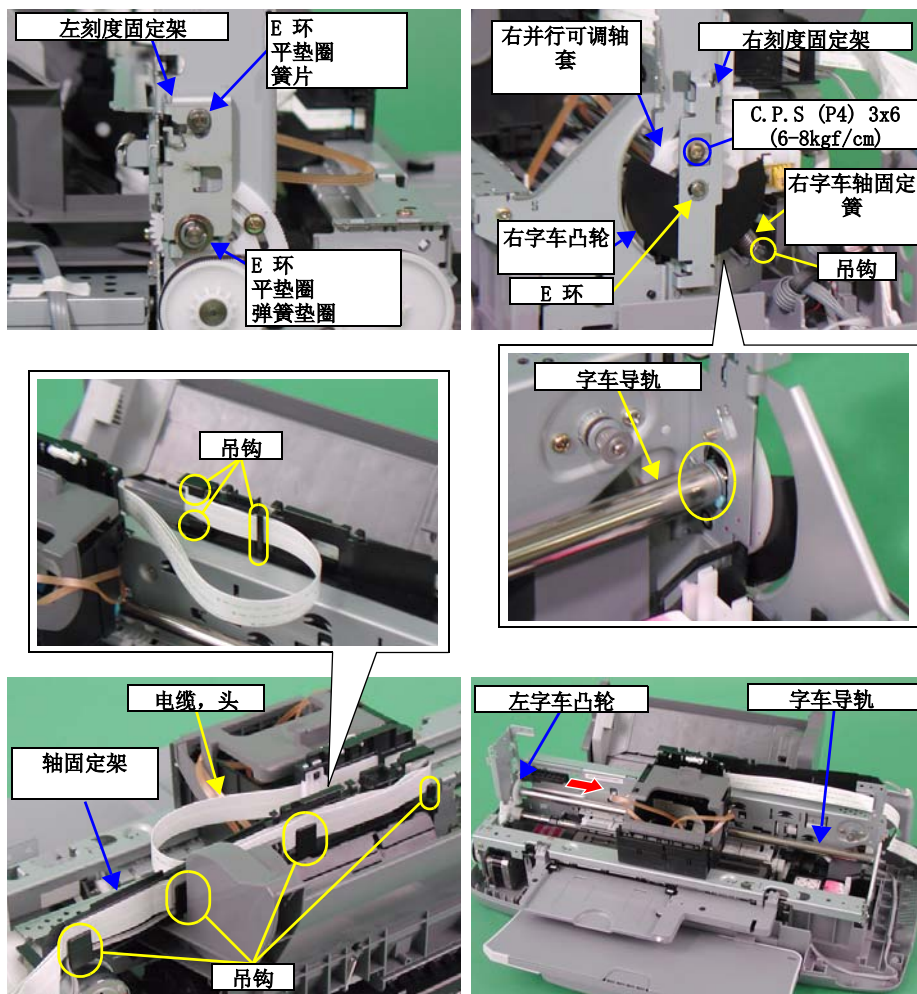 左刻度固定架
E 环
平垫圈
簧片
E 环
平垫圈
弹簧垫圈
右并行可调轴
套
右刻度固定架
C.P.S (P4) 3x6
(6-8kgf/cm)
右字车轴固定
簧
右字车凸轮
吊钩
E 环
吊钩
字车导轨
电缆，头
轴固定架
吊钩
左字车凸轮
字车导轨